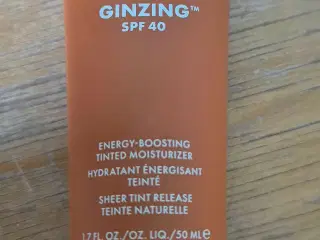 GINZING™
SPF 40
ENERGY-BOOSTING
TINTED MOISTURIZER
HYDRATANT ÉNERGISANT
TEINTÉ
SHEER TINT RELEASE
TEINTE NATURELLE
1.7 FL. OZ./OZ. LIQ./50 ML℮